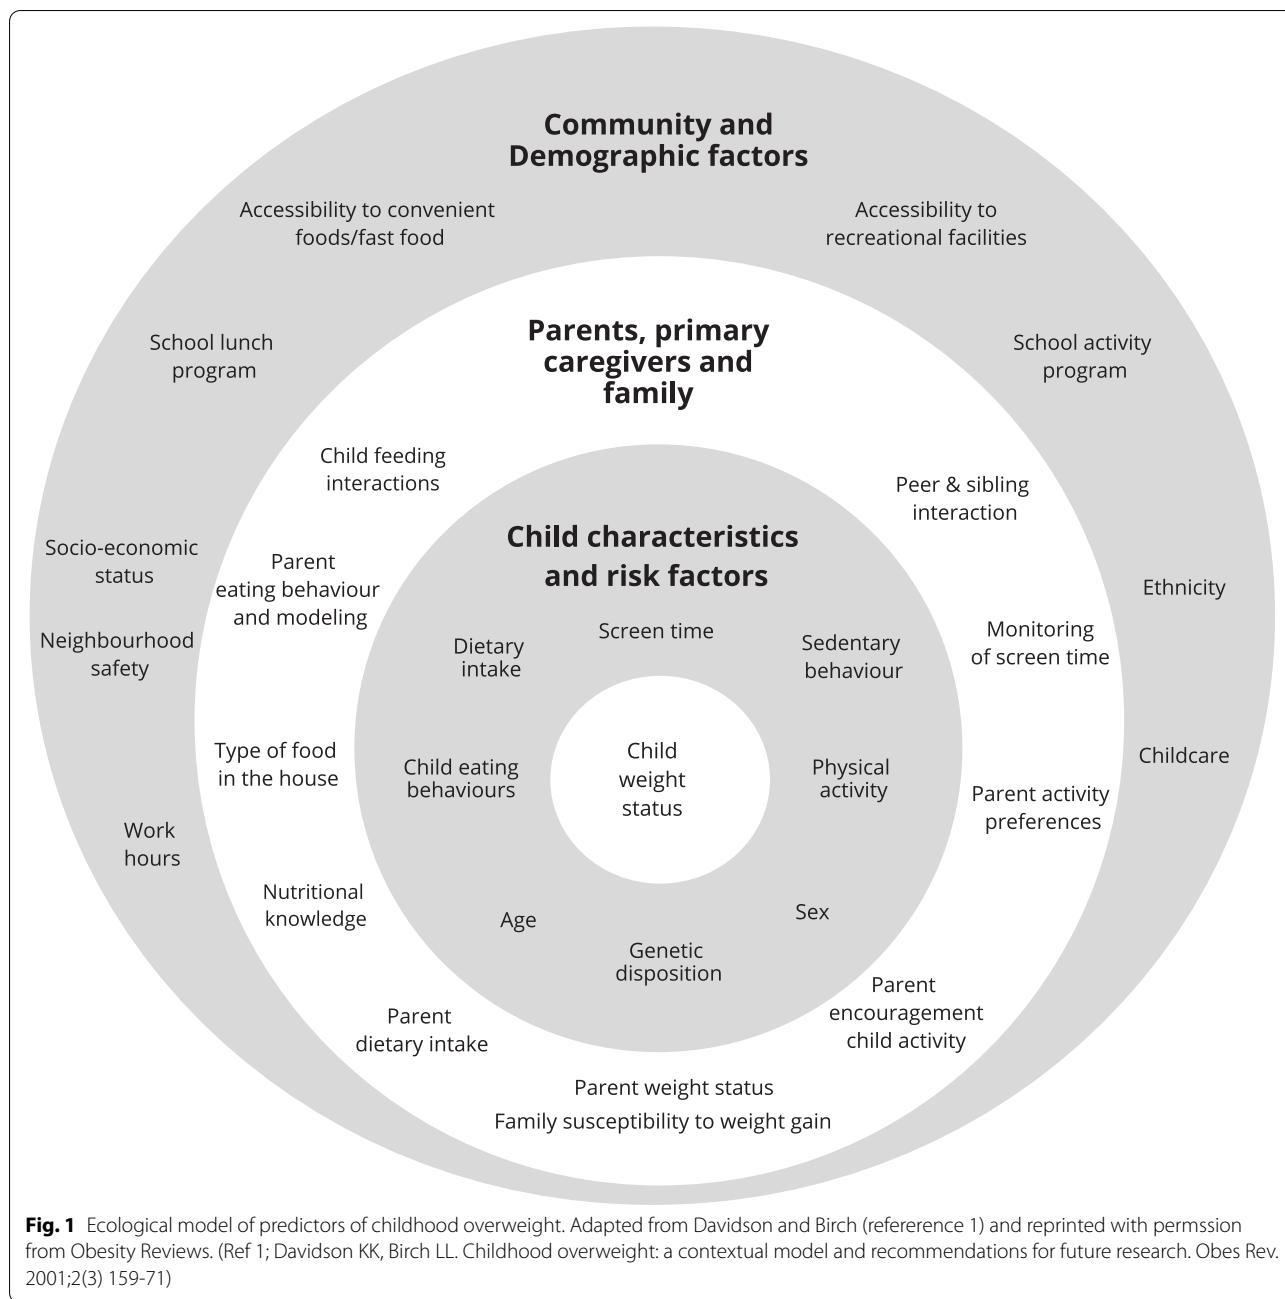 Community and
Demographic factors
Accessibility to convenient
foods/fast food
Accessibility to
recreational facilities
School lunch
program
Parents, primary
caregivers and
family
School activity
program
Child feeding
interactions
Peer & sibling
interaction
Child characteristics
and risk factors
Socio-economic
status
Parent
eating behaviour
and modeling
Ethnicity
Neighbourhood
safety
Dietary
intake
Screen time
Sedentary
behaviour
Monitoring
of screen time
Type of food
in the house
Child eating
behaviours
Child
weight
status
Physical
activity
Parent activity
preferences
Childcare
Work
hours
Nutritional
knowledge
Age
Genetic
disposition
Sex
Parent
dietary intake
Parent
encouragement
child activity
Parent weight status
Family susceptibility to weight gain
Fig. 1 Ecological model of predictors of childhood overweight. Adapted from Davidson and Birch (refererence 1) and reprinted with permssion
from Obesity Reviews. (Ref 1; Davidson KK, Birch LL. Childhood overweight: a contextual model and recommendations for future research. Obes Rev.
2001;2(3) 159-71)